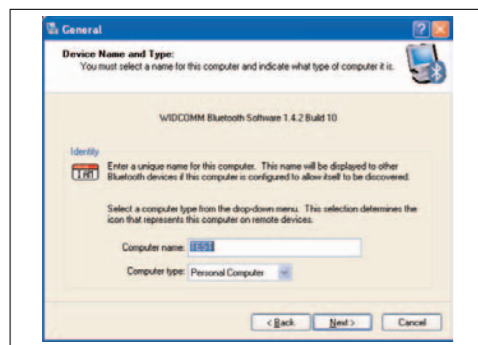 General
Device Name and Type:
You must select a name for this computer and indicate what type of computer it is.
WIDCOMM Bluetooth Software 1.4.2 Build 10
Identity
I AM
Enter a unique name for this computer. This name will be displayed to other
Bluetooth devices if this computer is configured to allow itself to be discovered.
Select a computer type from the drop-down menu. This selection determines the
icon that represents this computer on remote devices.
Computer name: TEST
Computer type: Personal Computer
< Back Next > Cancel